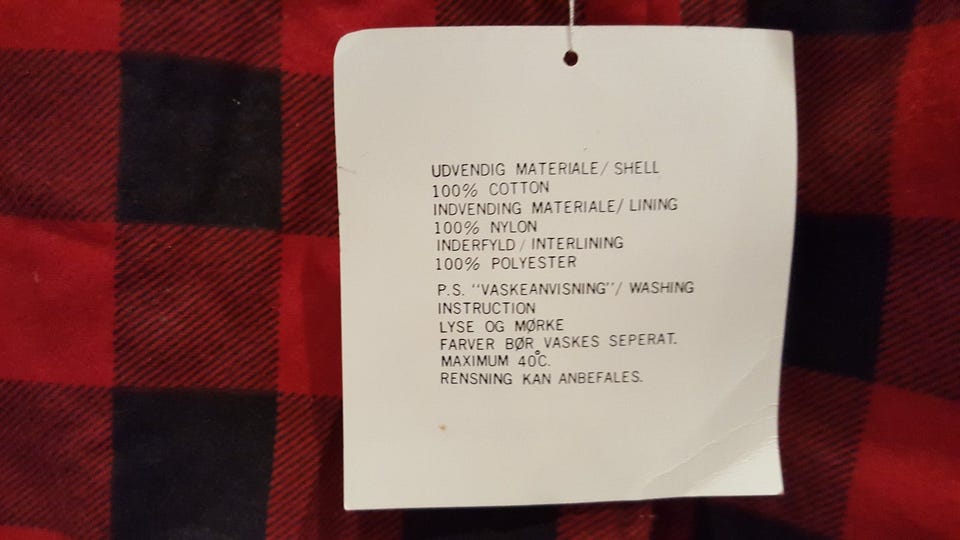 UDVENDIG MATERIALE/ SHELL
100% COTTON
INDVENDING MATERIALE/ LINING
100% NYLON
INDERFYLD / INTERLINING
100% POLYESTER
P.S. "VASKEANVISNING"/ WASHING
INSTRUCTION
LYSE OG MØRKE
FARVER BØR VASKES SEPERAT.
MAXIMUM 40°C.
RENSNING KAN ANBEFALES.